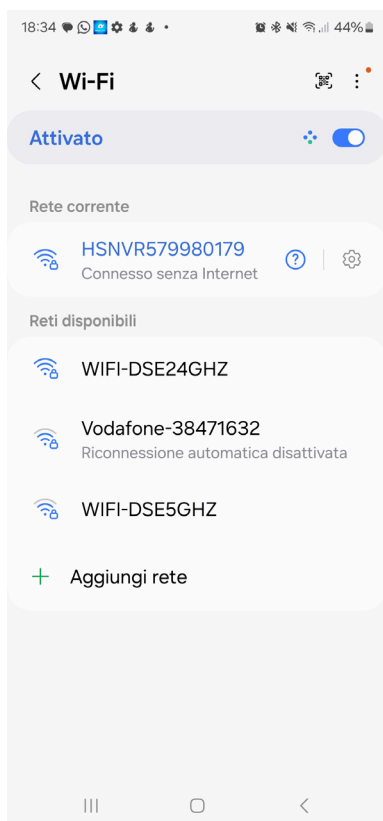 18:34
44%
Wi-Fi
Attivato
Rete corrente
HSNVR579980179
Connesso senza Internet
Reti disponibili
WIFI-DSE24GHZ
Vodafone-38471632
Riconnessione automatica disattivata
WIFI-DSE5GHZ
Aggiungi rete